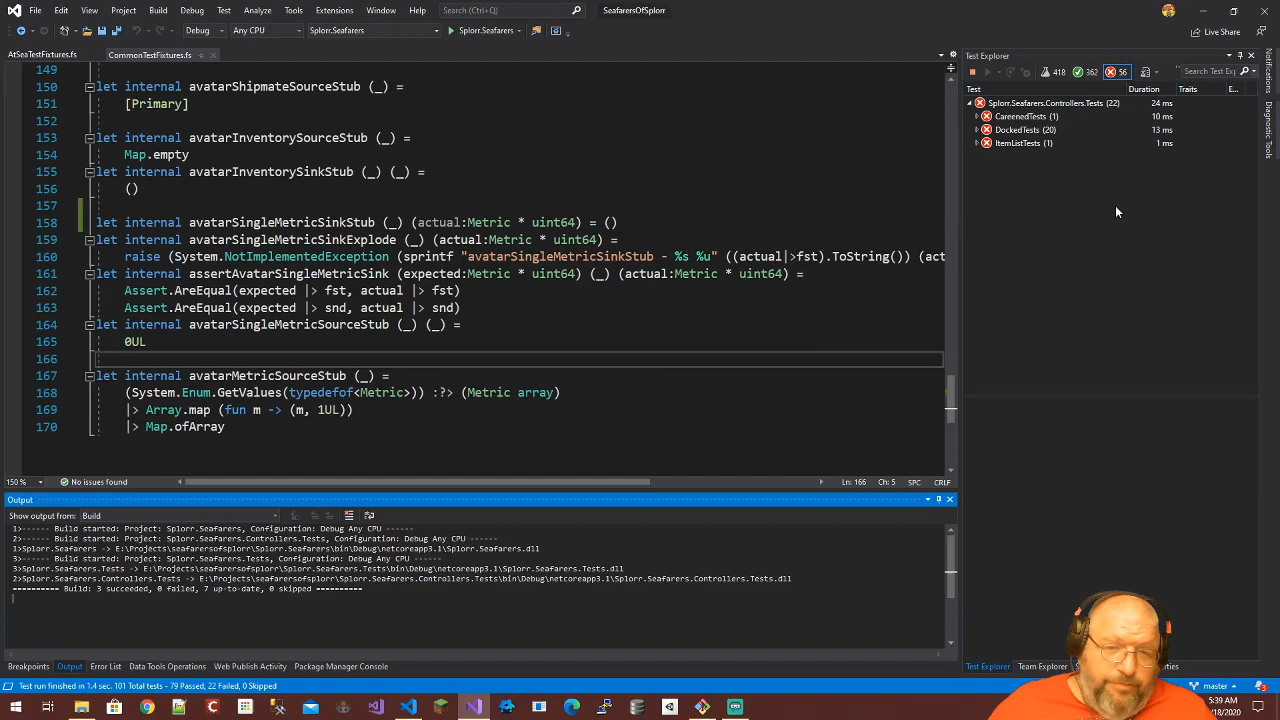 File Edit View Project Build Debug Test Analyze Tools Extensions Window Help Search (Ctrl+Q) SeafarersOfSplorr
Debug Any CPU Splorr.Seafarers Splorr.Seafarers Live Share
AtSeaTestFixtures.fs CommonTestFixtures.fs
149
150 let internal avatarShipmateSourceStub (_) =
151 [Primary]
152
153 let internal avatarInventorySourceStub (_) =
154 Map.empty
155 let internal avatarInventorySinkStub (_) (_) =
156 ()
157
158 let internal avatarSingleMetricSinkStub (_) (actual:Metric * uint64) = ()
159 let internal avatarSingleMetricSinkExplode (_) (actual:Metric * uint64) =
160 raise (System.NotImplementedException (sprintf "avatarSingleMetricSinkStub - %s %u" ((actual|>fst).ToString()) (act
161 let internal assertAvatarSingleMetricSink (expected:Metric * uint64) (_) (actual:Metric * uint64) =
162 Assert.AreEqual(expected |> fst, actual |> fst)
163 Assert.AreEqual(expected |> snd, actual |> snd)
164 let internal avatarSingleMetricSourceStub (_) (_) =
165 0UL
166
167 let internal avatarMetricSourceStub (_) =
168 (System.Enum.GetValues(typedefof<Metric>)) :?> (Metric array)
169 |> Array.map (fun m -> (m, 1UL))
170 |> Map.ofArray
150 % No issues found Ln: 166 Ch: 5 SPC CRLF
Output
Show output from: Build
1>------ Build started: Project: Splorr.Seafarers, Configuration: Debug Any CPU ------
2>------ Build started: Project: Splorr.Seafarers.Controllers.Tests, Configuration: Debug Any CPU ------
1>Splorr.Seafarers -> E:\Projects\seafarersofsplorr\Splorr.Seafarers\bin\Debug\netcoreapp3.1\Splorr.Seafarers.dll
3>------ Build started: Project: Splorr.Seafarers.Tests, Configuration: Debug Any CPU ------
3>Splorr.Seafarers.Tests -> E:\Projects\seafarersofsplorr\Splorr.Seafarers.Tests\bin\Debug\netcoreapp3.1\Splorr.Seafarers.Tests.dll
2>Splorr.Seafarers.Controllers.Tests -> E:\Projects\seafarersofsplorr\Splorr.Seafarers.Controllers.Tests\bin\Debug\netcoreapp3.1\Splorr.Seafarers.Controllers.Tests.dll
========== Build: 3 succeeded, 0 failed, 7 up-to-date, 0 skipped ==========
Breakpoints Output Error List Data Tools Operations Web Publish Activity Package Manager Console
Test Explorer
418 362 56 Search Test Ex
Test Duration Traits E...
Splorr.Seafarers.Controllers.Tests (22) 24 ms
CareenedTests (1) 10 ms
DockedTests (20) 13 ms
ItemListTests (1) 1 ms
Notifications
Diagnostic Tools
Test Explorer Team Explorer
Test run finished in 1.4 sec. 101 Total tests - 79 Passed, 22 Failed, 0 Skipped master